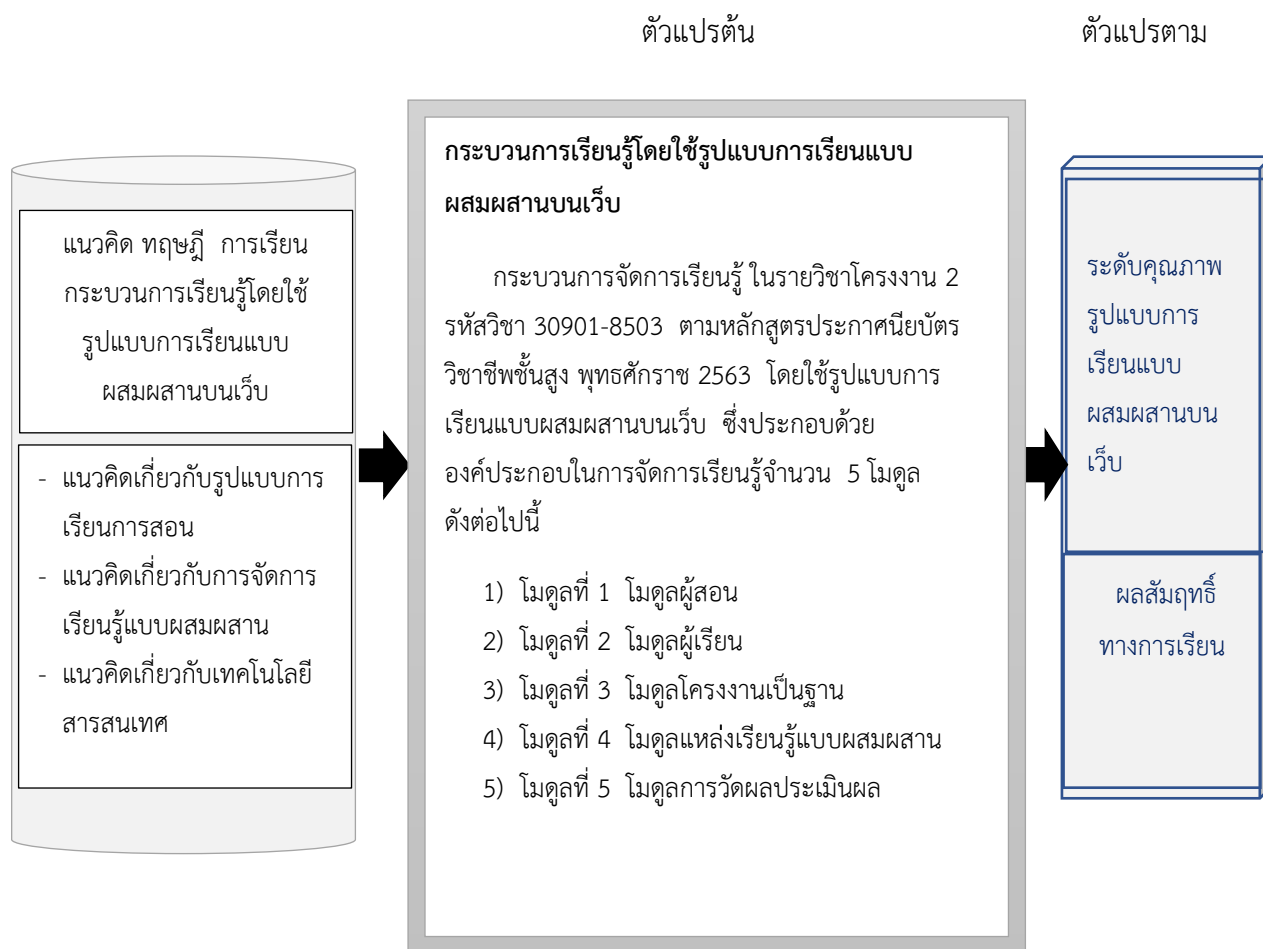 ตัวแปรต้น
ตัวแปรตาม
แนวคิด ทฤษฎี การเรียน
กระบวนการเรียนรู้โดยใช้
รูปแบบการเรียนแบบ
ผสมผสานบนเว็บ
- แนวคิดเกี่ยวกับรูปแบบการ
เรียนการสอน
- แนวคิดเกี่ยวกับการจัดการ
เรียนรู้แบบผสมผสาน
- แนวคิดเกี่ยวกับเทคโนโลยี
สารสนเทศ
กระบวนการเรียนรู้โดยใช้รูปแบบการเรียนแบบ
ผสมผสานบนเว็บ
กระบวนการจัดการเรียนรู้ ในรายวิชาโครงงาน 2
รหัสวิชา 30901-8503 ตามหลักสูตรประกาศนียบัตร
วิชาชีพชั้นสูง พุทธศักราช 2563 โดยใช้รูปแบบการ
เรียนแบบผสมผสานบนเว็บ ซึ่งประกอบด้วย
องค์ประกอบในการจัดการเรียนรู้จำนวน 5 โมดูล
ดังต่อไปนี้
1) โมดูลที่ 1 โมดูลผู้สอน
2) โมดูลที่ 2 โมดูลผู้เรียน
3) โมดูลที่ 3 โมดูลโครงงานเป็นฐาน
4) โมดูลที่ 4 โมดูลแหล่งเรียนรู้แบบผสมผสาน
5) โมดูลที่ 5 โมดูลการวัดผลประเมินผล
ระดับคุณภาพ
รูปแบบการ
เรียนแบบ
ผสมผสานบน
เว็บ
ผลสัมฤทธิ์
ทางการเรียน